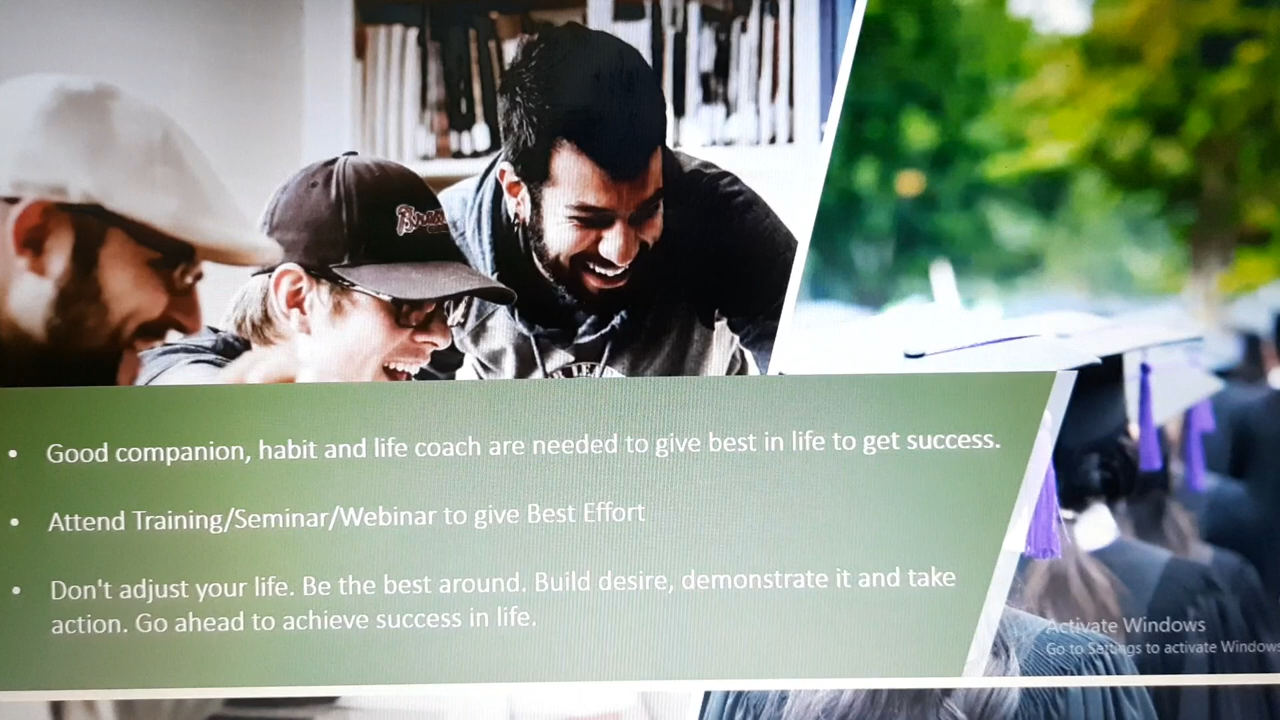 • Good companion, habit and life coach are needed to give best in life to get success.
• Attend Training/Seminar/Webinar to give Best Effort
• Don't adjust your life. Be the best around. Build desire, demonstrate it and take
action. Go ahead to achieve success in life.
Activate Windows
Go to Settings to activate Windows